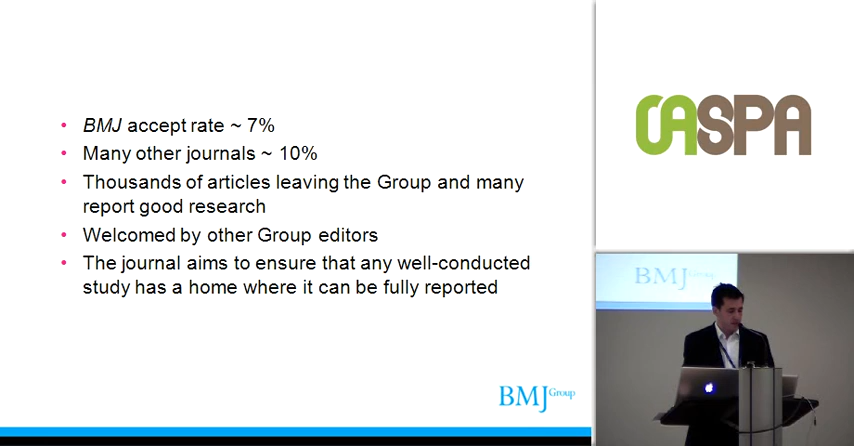 • BMJ accept rate ~ 7%
• Many other journals ~ 10%
• Thousands of articles leaving the Group and many
report good research
• Welcomed by other Group editors
• The journal aims to ensure that any well-conducted
study has a home where it can be fully reported
BMJ Group
OASPA
BMJ